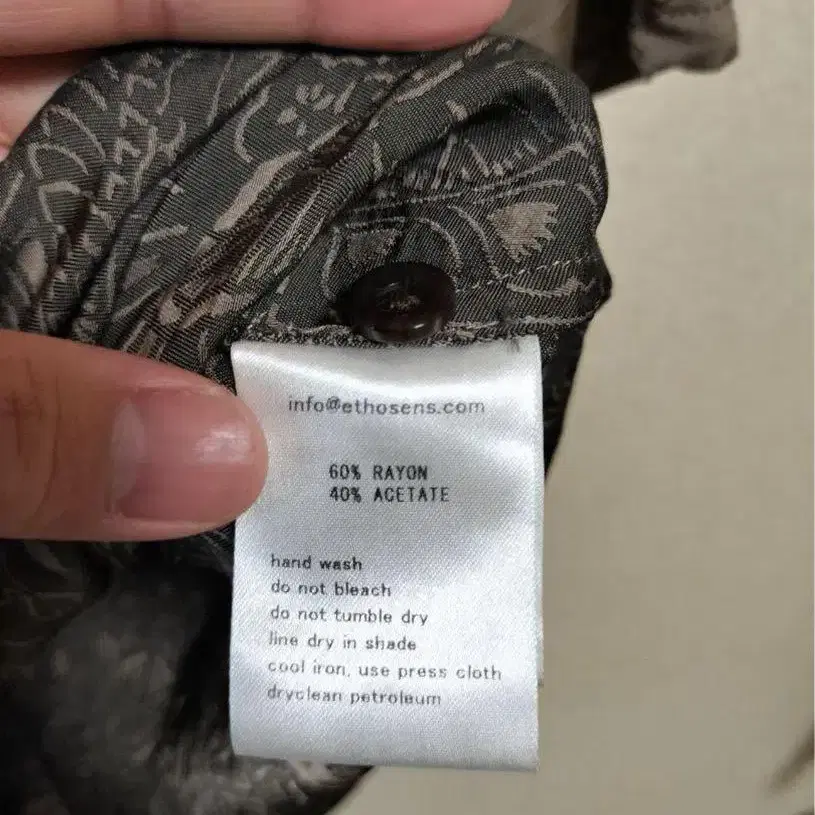 info@ethosens.com
60% RAYON
40% ACETATE
hand wash
do not bleach
do not tumble dry
line dry in shade
cool iron, use press cloth
dryclean petroleum